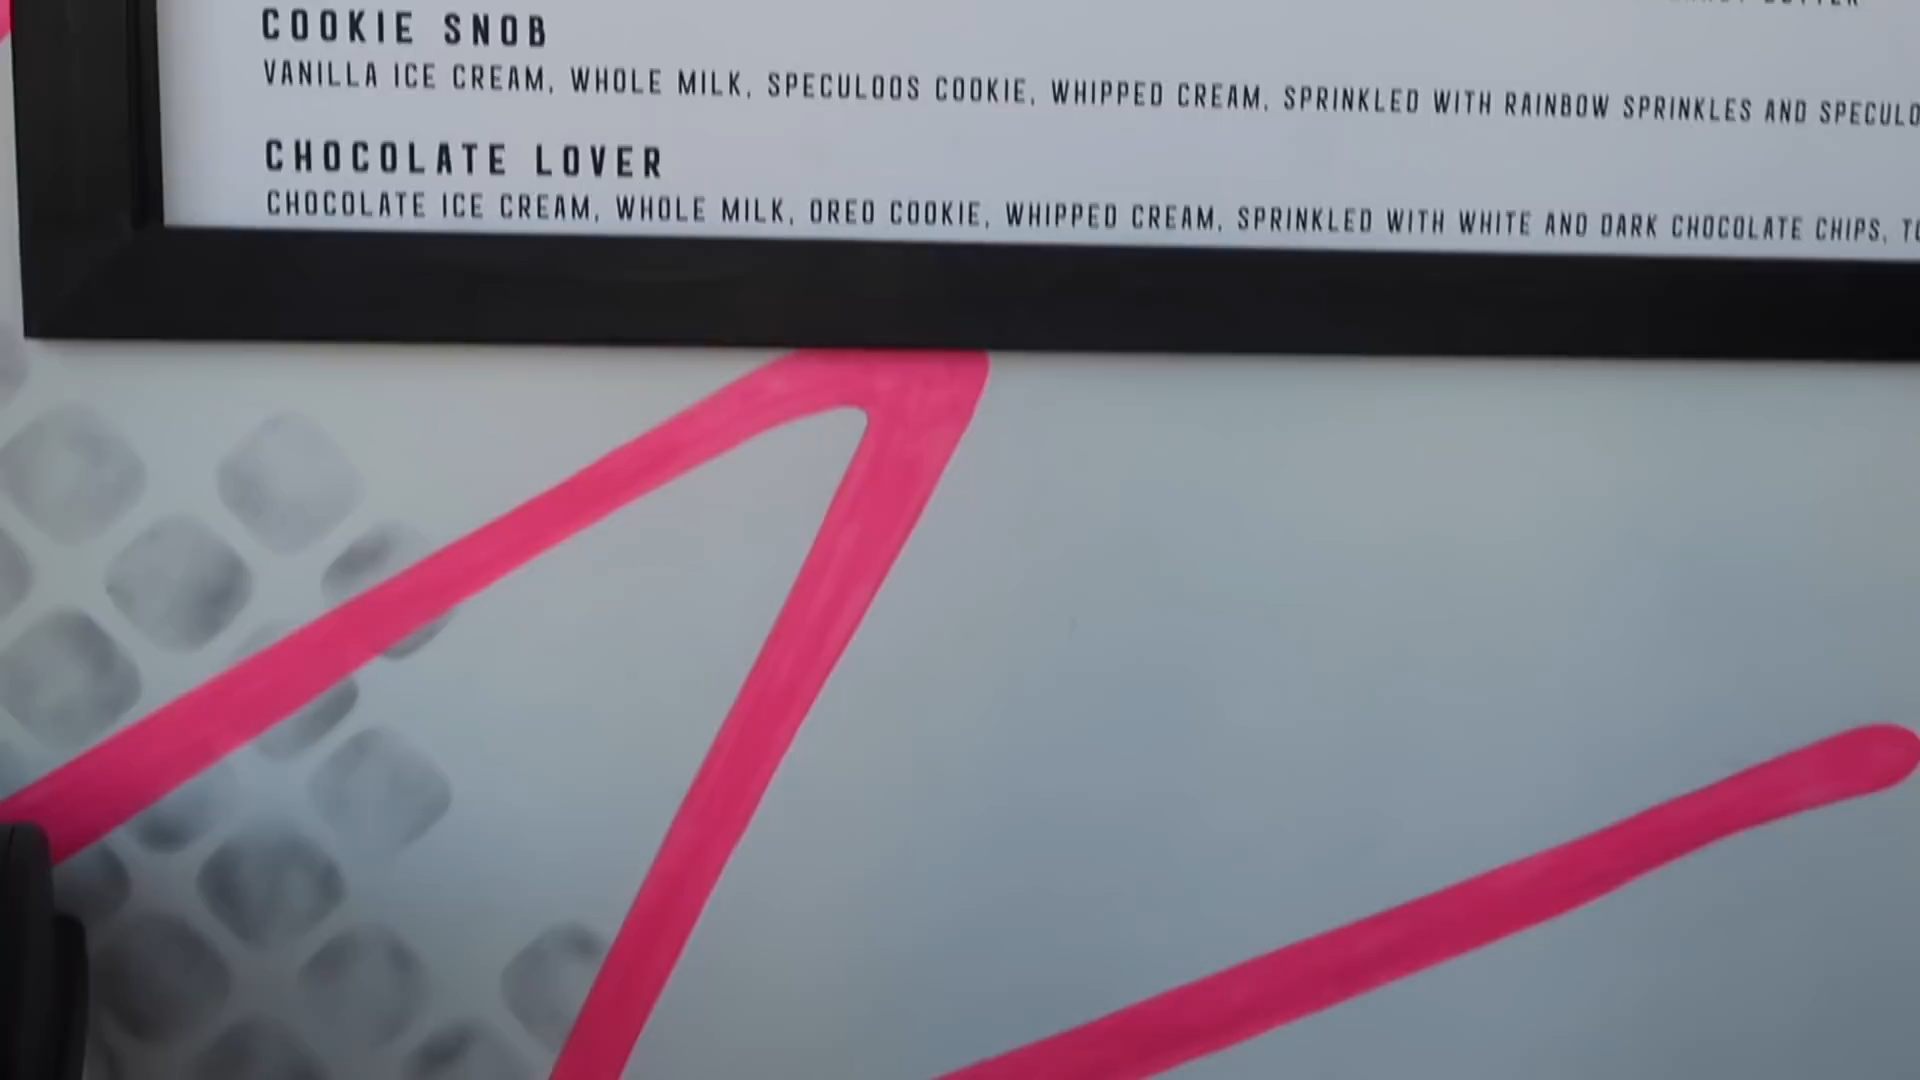 COOKIE SNOB
VANILLA ICE CREAM, WHOLE MILK, SPECULOOS COOKIE, WHIPPED CREAM, SPRINKLED WITH RAINBOW SPRINKLES AND
CHOCOLATE LOVER
CHOCOLATE ICE CREAM, WHOLE MILK, OREO COOKIE, WHIPPED CREAM, SPRINKLED WITH WHITE AND DARK CHOCOLATE CHIPS,